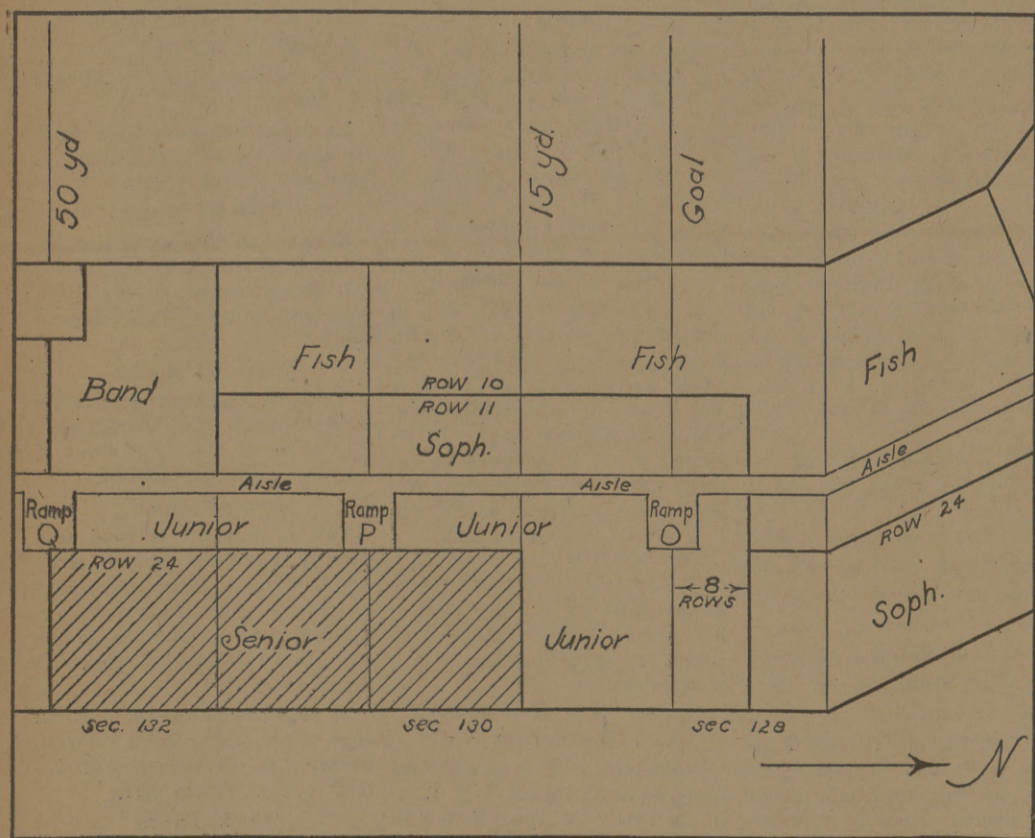 50 yd
15 yd.
Goal
Fish
Fish
Fish
Band
ROW 10
ROW 11
Soph.
Aisle
Aisle
Aisle
Ramp
Q
Junior
Ramp
P
Junior
Ramp
O
ROW 24
ROW 24
8
ROWS
Senior
Junior
Soph.
Sec. 132
Sec 130
Sec 128
N